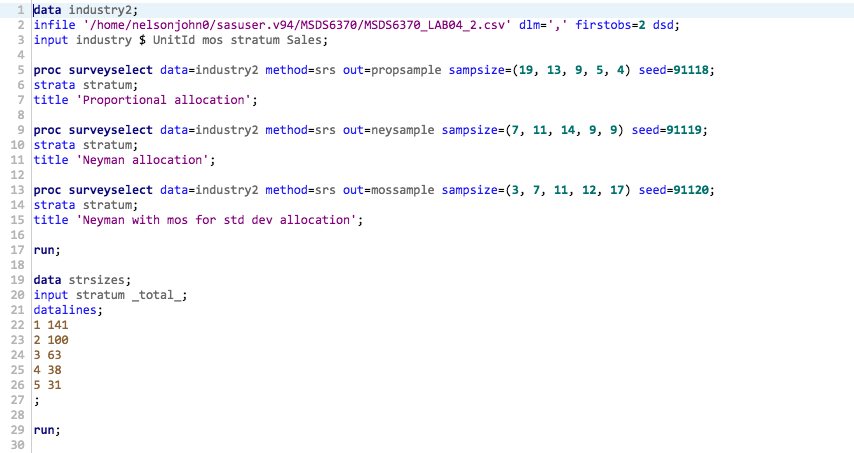 1 data industry2;
2 infile '/home/nelsonjohn0/sasuser.v94/MSDS6370/MSDS6370_LAB04_2.csv' dlm=',' firstobs=2 dsd;
3 input industry $ UnitId mos stratum Sales;
4
5 proc surveyselect data=industry2 method=srs out=propsample sampsize=(19, 13, 9, 5, 4) seed=91118;
6 strata stratum;
7 title 'Proportional allocation';
8
9 proc surveyselect data=industry2 method=srs out=neysample sampsize=(7, 11, 14, 9, 9) seed=91119;
10 strata stratum;
11 title 'Neyman allocation';
12
13 proc surveyselect data=industry2 method=srs out=mossample sampsize=(3, 7, 11, 12, 17) seed=91120;
14 strata stratum;
15 title 'Neyman with mos for std dev allocation';
16
17 run;
18
19 data strsizes;
20 input stratum _total_;
21 datalines;
22 1 141
23 2 100
24 3 63
25 4 38
26 5 31
27 ;
28
29 run;
30